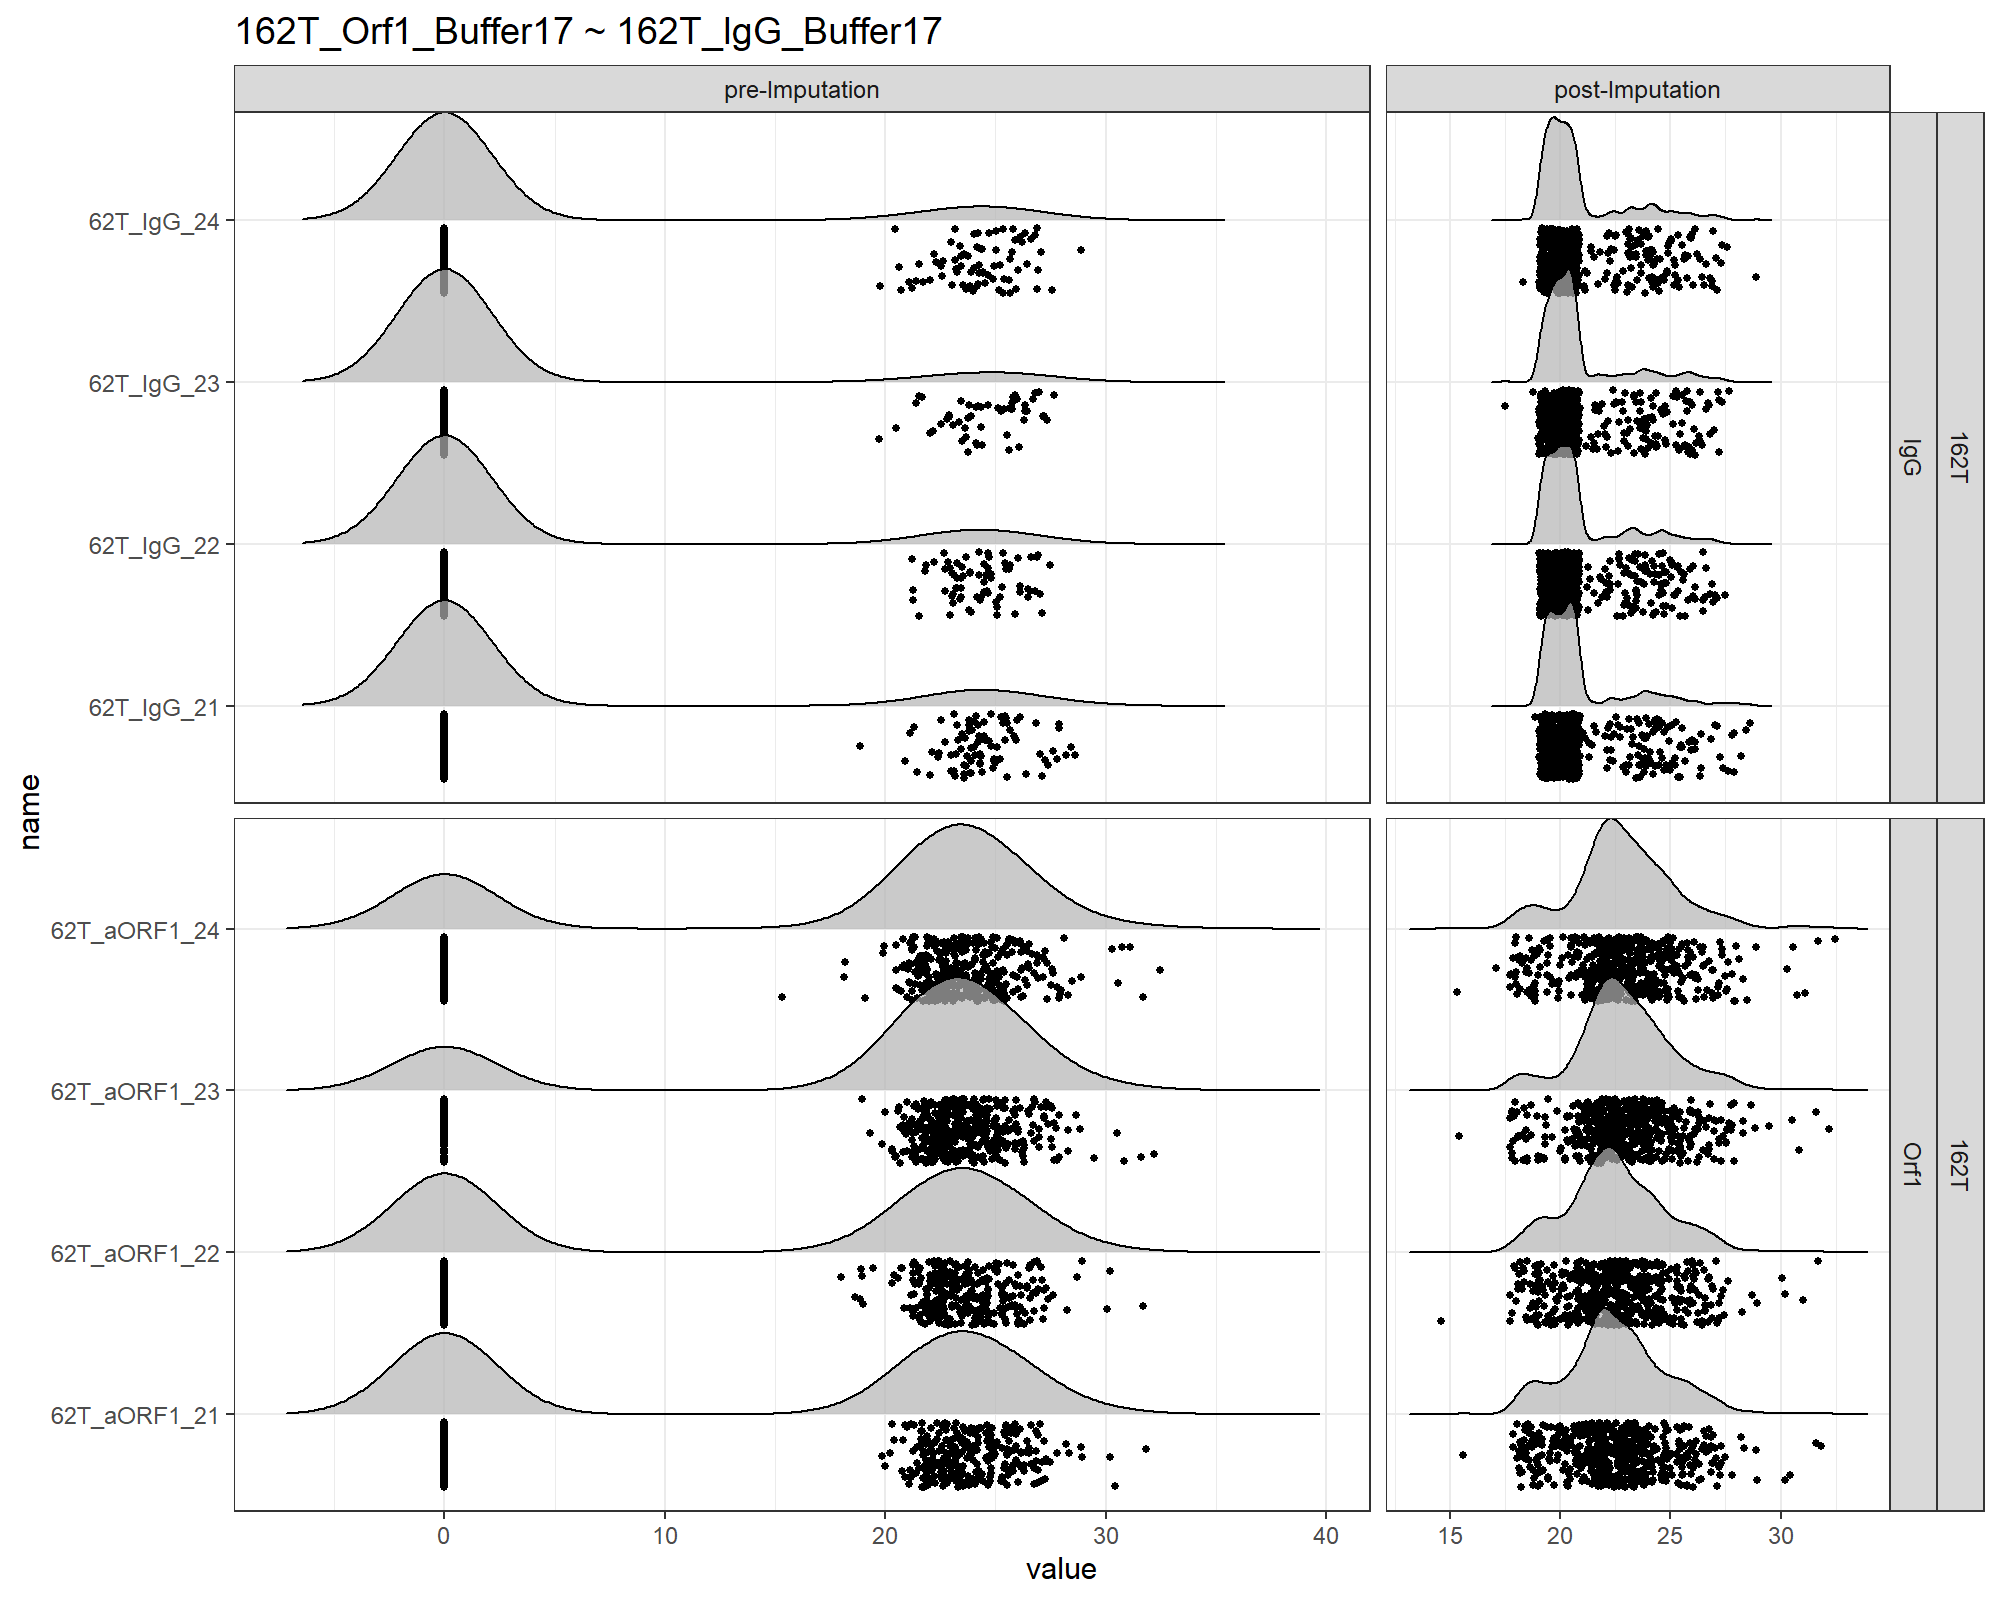 162T_Orf1_Buffer17 ~ 162T_IgG_Buffer17
pre-Imputation
post-Imputation
62T_IgG_24
62T_IgG_23
62T_IgG_22
62T_IgG_21
IgG
162T
name
62T_aORF1_24
62T_aORF1_23
62T_aORF1_22
62T_aORF1_21
Orf1
162T
0 10 20 30 40
15 20 25 30
value